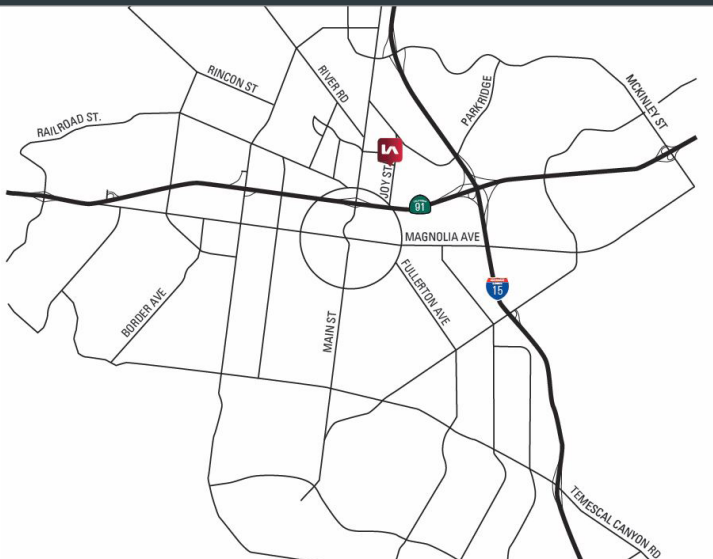 RINCON ST
RIVER RD
PARKRIDGE
MCKINLEY ST
RAILROAD ST.
JOY ST
91
MAGNOLIA AVE
15
BORDER AVE
MAIN ST
FULLERTON AVE
TEMESCAL CANYON RD